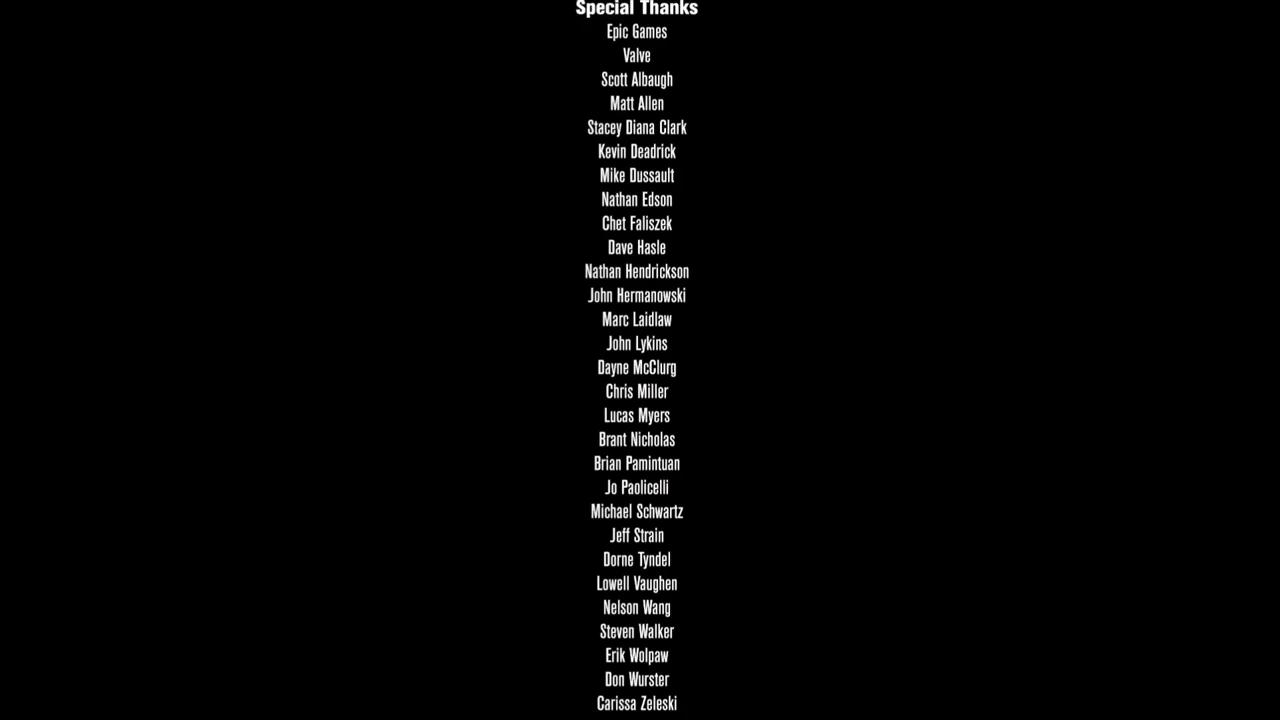 Special Thanks
Epic Games
Valve
Scott Albaugh
Matt Allen
Stacey Diana Clark
Kevin Deadrick
Mike Dussault
Nathan Edson
Chet Faliszek
Dave Hasle
Nathan Hendrickson
John Hermanowski
Marc Laidlaw
John Lykins
Dayne McClurg
Chris Miller
Lucas Myers
Brant Nicholas
Brian Pamintuan
Jo Paolicelli
Michael Schwartz
Jeff Strain
Dorne Tyndel
Lowell Vaughen
Nelson Wang
Steven Walker
Erik Wolpaw
Don Wurster
Carissa Zeleski